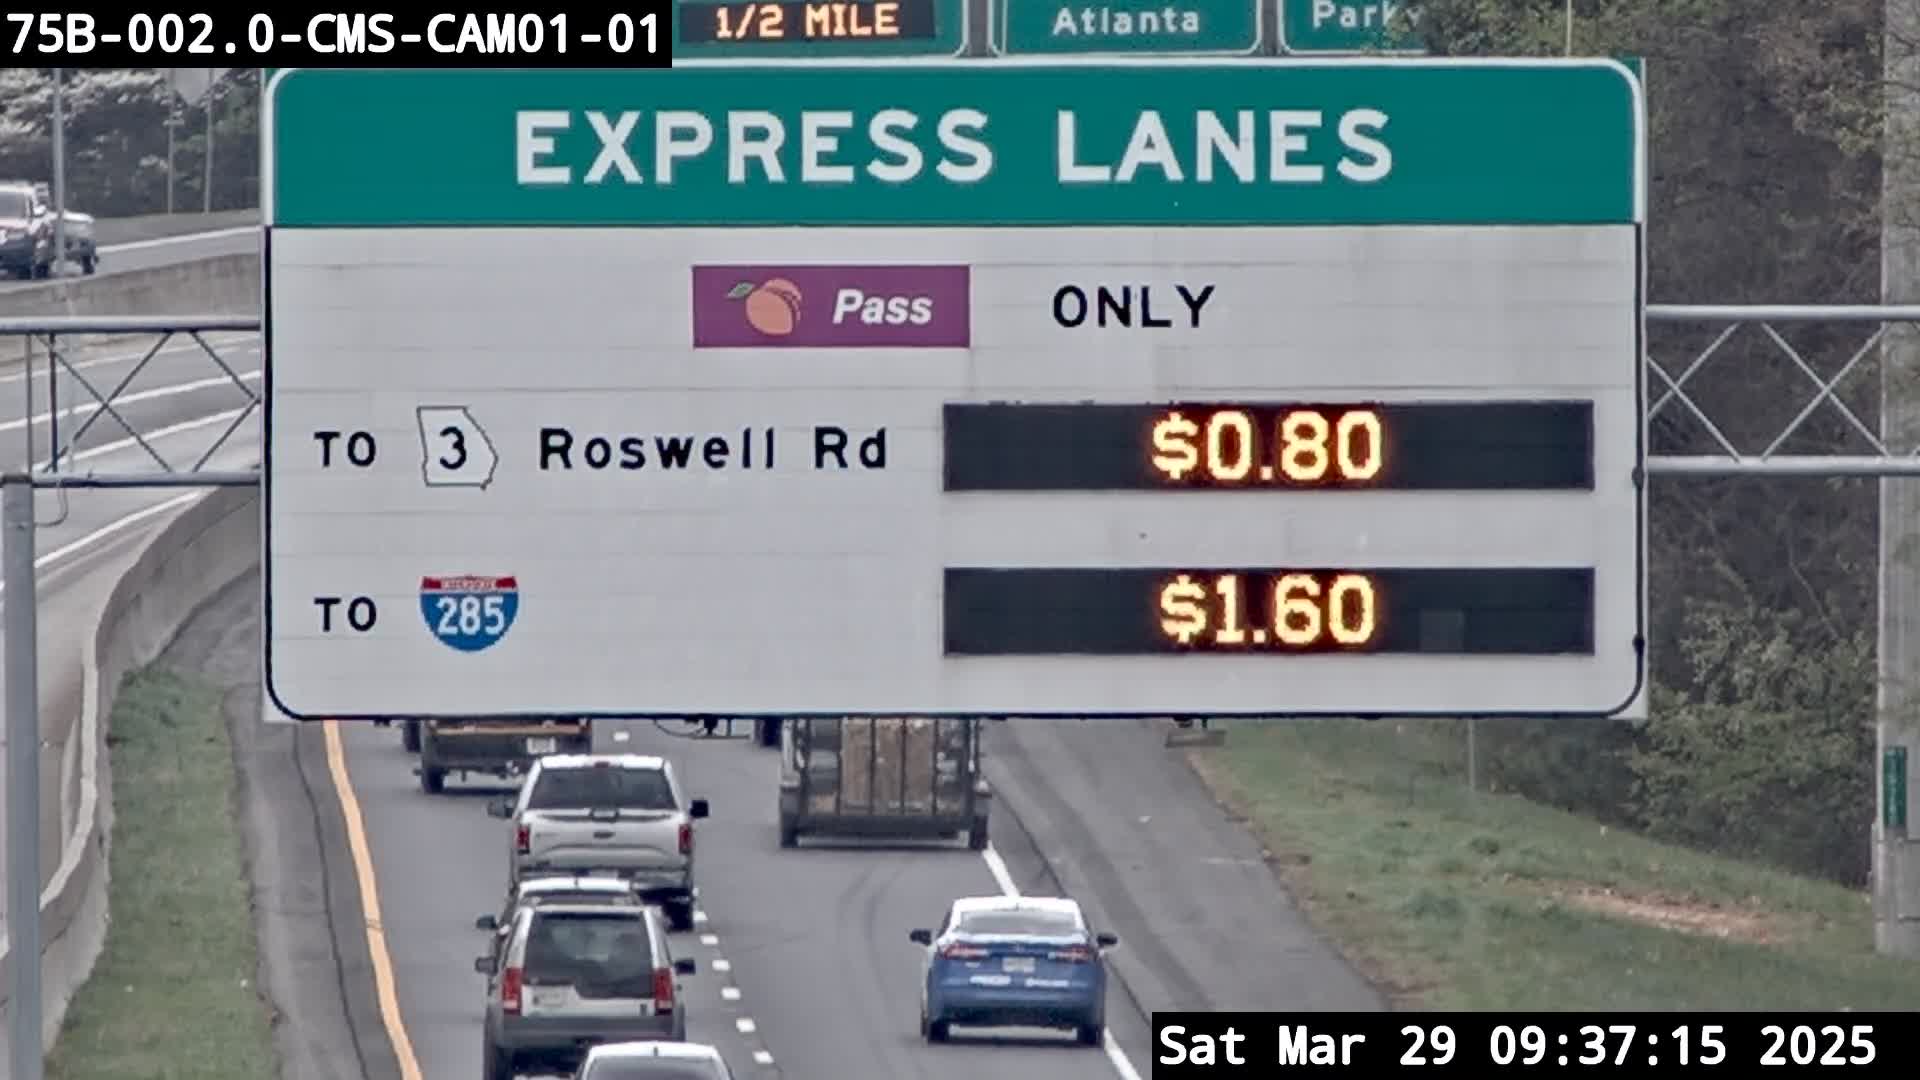 75B-002.0-CMS-CAM01-01
1/2 MILE
Atlanta
EXPRESS LANES
Pass ONLY
TO 3 Roswell Rd $0.80
TO INTERSTATE 285 $1.60
Sat Mar 29 09:37:15 2025